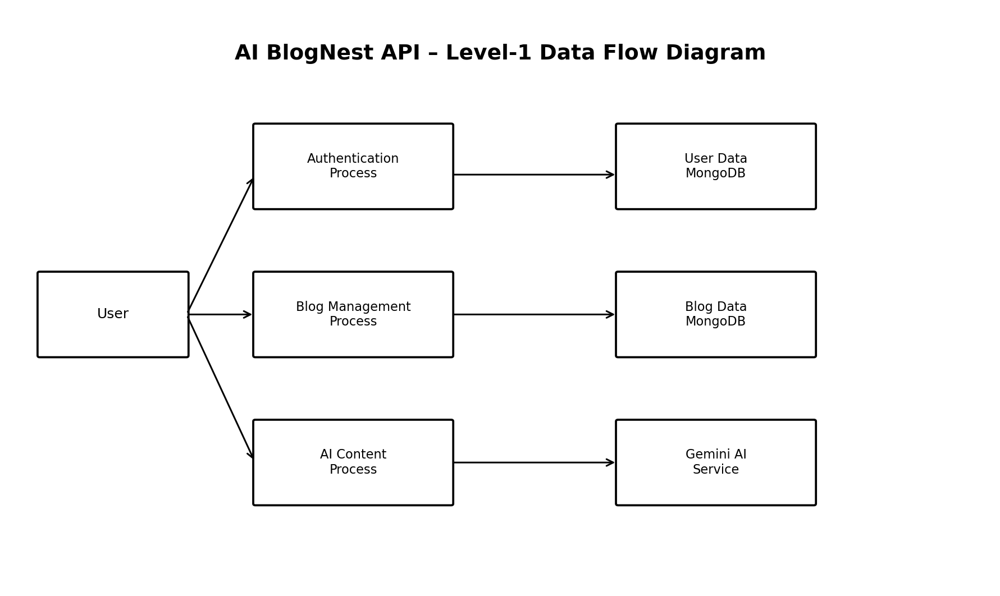 AI BlogNest API – Level-1 Data Flow Diagram
Authentication
Process
User Data
MongoDB
User
Blog Management
Process
Blog Data
MongoDB
AI Content
Process
Gemini AI
Service